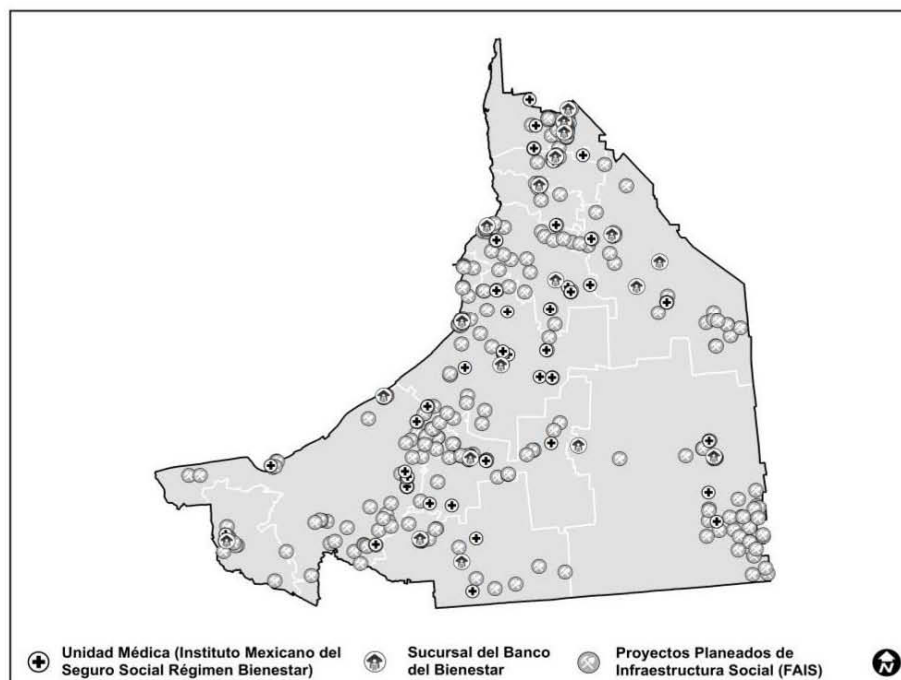 Unidad Médica (Instituto Mexicano del
Seguro Social Régimen Bienestar)
Sucursal del Banco
del Bienestar
Proyectos Planeados de
Infraestructura Social (FAIS)
N